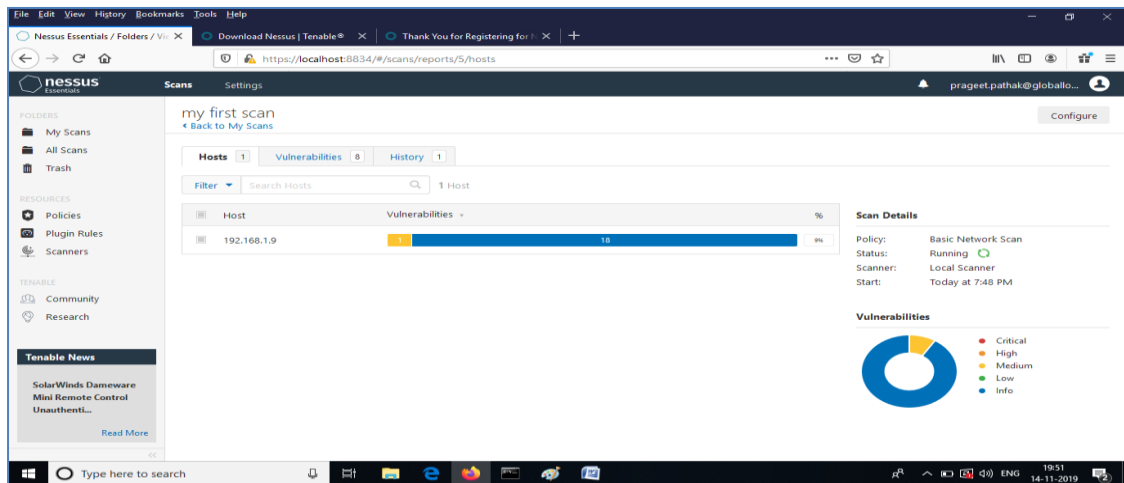 File Edit View History Bookmarks Tools Help
Nessus Essentials / Folders / Vie
Download Nessus | Tenable®
Thank You for Registering for N
https://localhost:8834/#/scans/reports/5/hosts
nessus
Essentials
Scans
Settings
prageet.pathak@globallo...
FOLDERS
My Scans
All Scans
Trash
RESOURCES
Policies
Plugin Rules
Scanners
TENABLE
Community
Research
Tenable News
SolarWinds Dameware
Mini Remote Control
Unauthenti...
Read More
my first scan
Back to My Scans
Configure
Hosts 1
Vulnerabilities 8
History 1
Filter
Search Hosts
1 Host
Host
Vulnerabilities
%
192.168.1.9
1
18
9%
Scan Details
Policy: Basic Network Scan
Status: Running
Scanner: Local Scanner
Start: Today at 7:48 PM
Vulnerabilities
Critical
High
Medium
Low
Info
Type here to search
ENG
19:51
14-11-2019
2